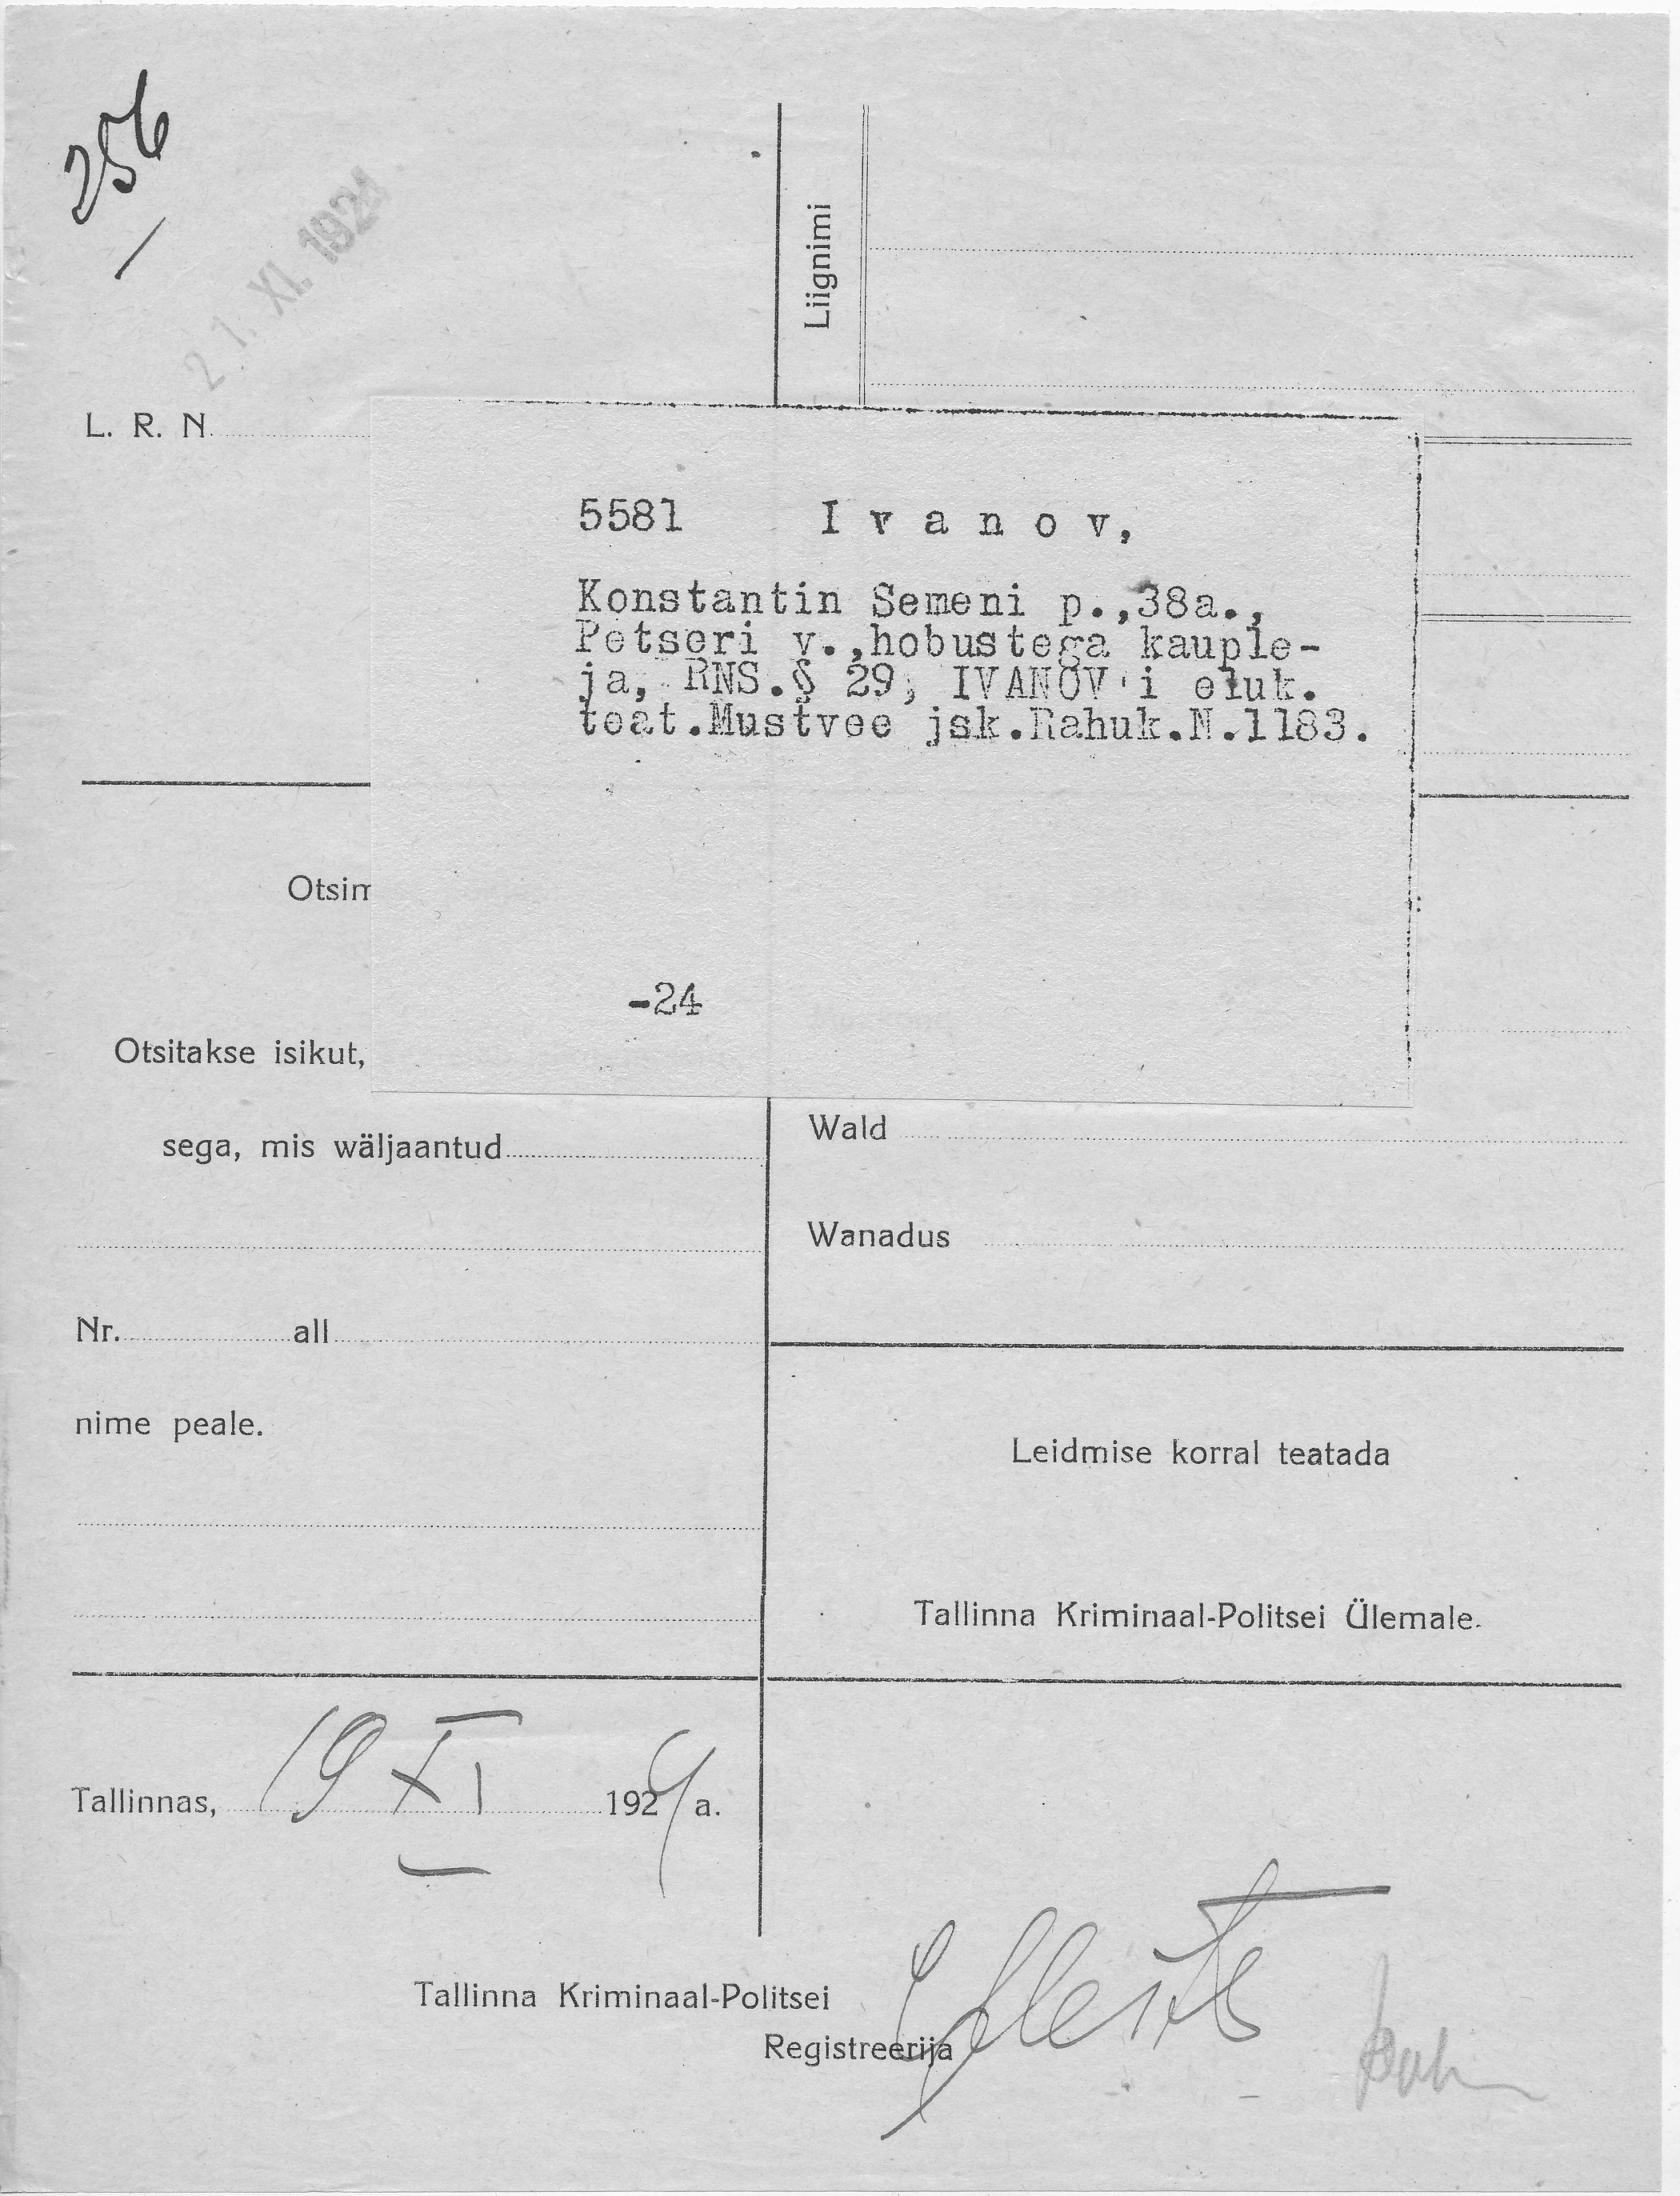 256
21. XI. 1924
Liignimi
L. R. N.
5581 Ivanov,
Konstantin Semeni p.,38a.,
Petseri v.,hobustega kauple-
ja, RNS.§ 29, IVANOV'i eluk.
teat.Mustvee jsk.Rahuk.N.1183.
-24
Otsim
:
Otsitakse isikut,
sega, mis wäljaantud
Nr. all
nime peale.
Wald
Wanadus
Leidmise korral teatada
Tallinna Kriminaal-Politsei Ülemale.
Tallinnas, 19 XI 1924 a.
Tallinna Kriminaal-Politsei
Registreerija